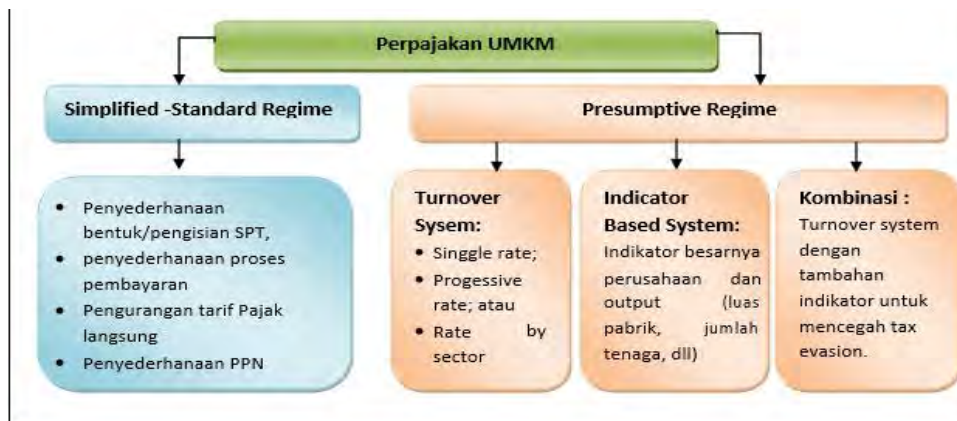 Perpajakan UMKM
Simplified -Standard Regime
Presumptive Regime
• Penyederhanaan
bentuk/pengisian SPT,
• penyederhanaan proses
pembayaran
• Pengurangan tarif Pajak
langsung
• Penyederhanaan PPN
Turnover
Sysem:
• Singgle rate;
• Progessive
rate; atau
• Rate by
sector
Indicator
Based System:
Indikator besarnya
perusahaan dan
output (luas
pabrik, jumlah
tenaga, dll)
Kombinasi :
Turnover system
dengan
tambahan
indikator untuk
mencegah tax
evasion.